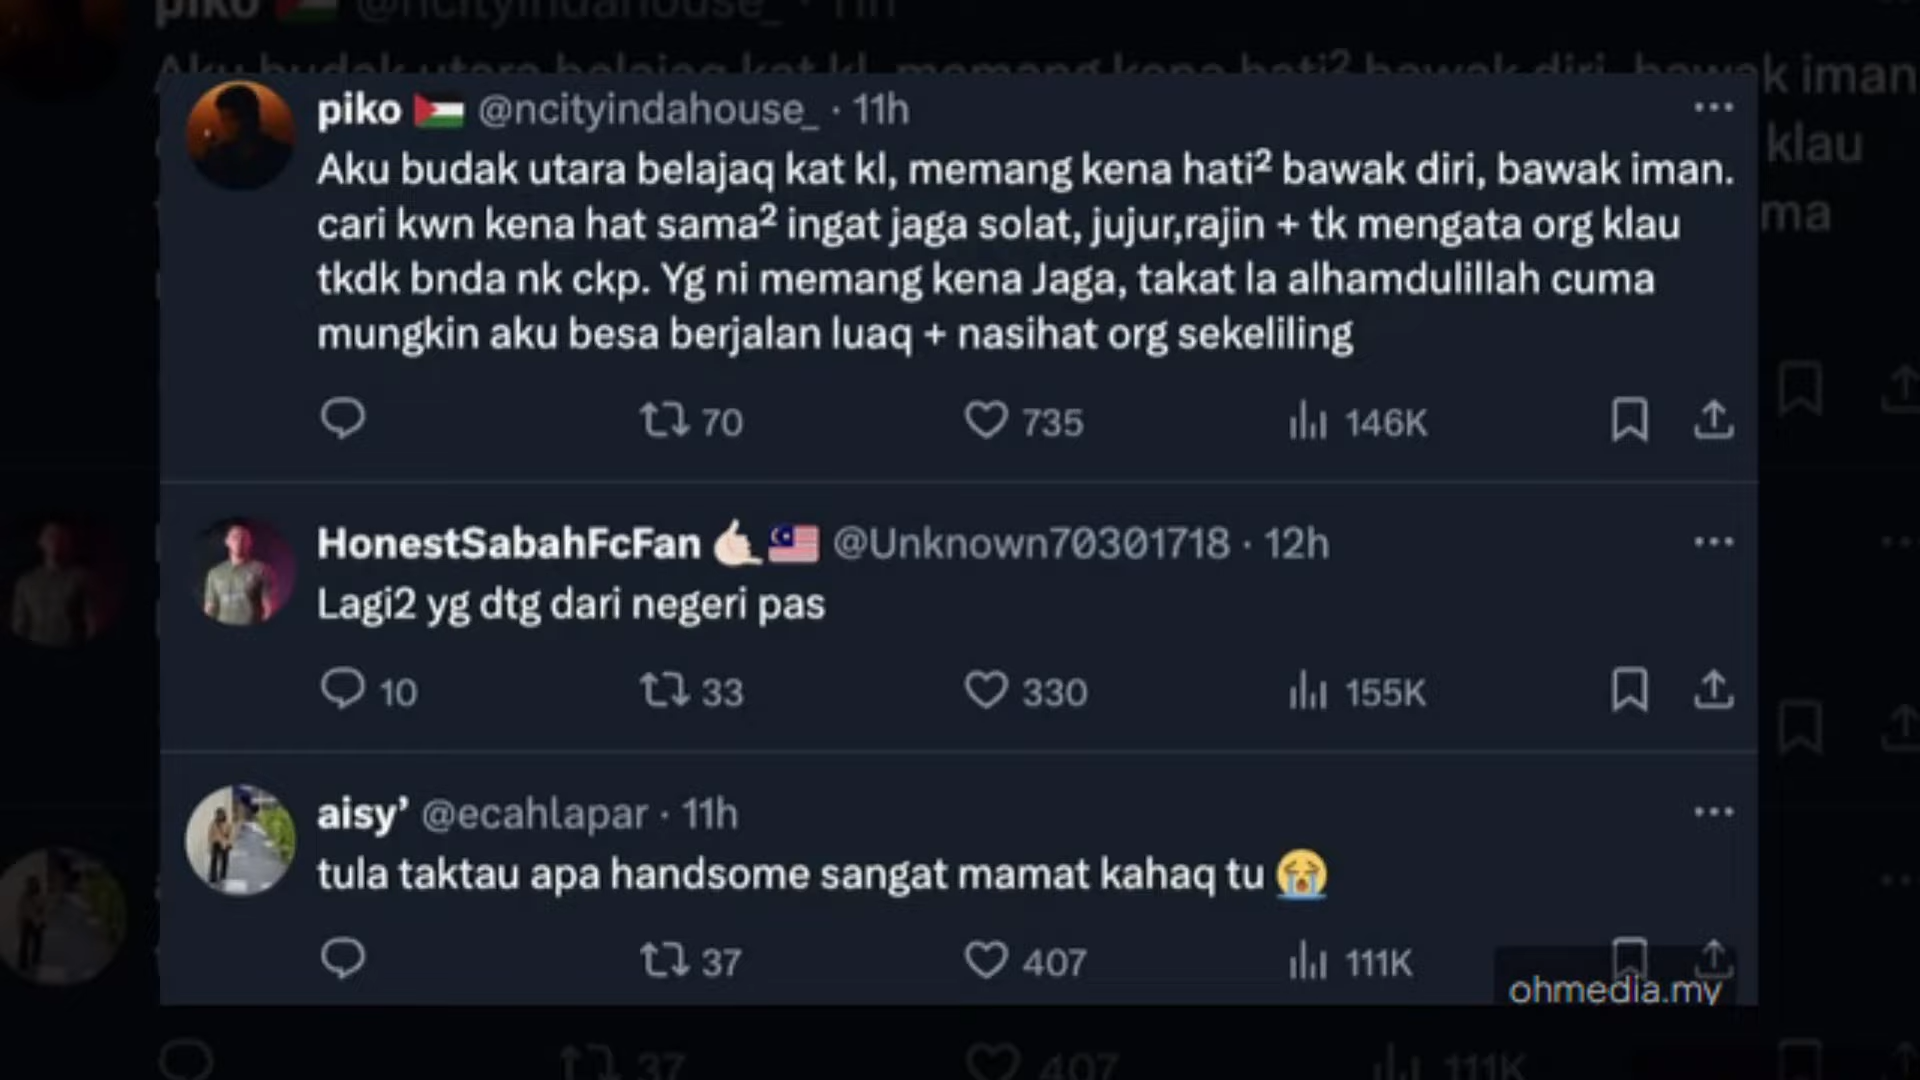 piko 🇵🇸 @ncityindahouse_ · 11h
Aku budak utara belajaq kat kl, memang kena hati² bawak diri, bawak iman.
cari kwn kena hat sama² ingat jaga solat, jujur,rajin + tk mengata org klau
tkdk bnda nk ckp. Yg ni memang kena Jaga, takat la alhamdulillah cuma
mungkin aku besa berjalan luaq + nasihat org sekeliling
70 735 146K
HonestSabahFcFan 🤙🏻🇲🇾 @Unknown70301718 · 12h
Lagi2 yg dtg dari negeri pas
10 33 330 155K
aisy' @ecahlapar · 11h
tula taktau apa handsome sangat mamat kahaq tu 😭
37 407 111K
ohmedia.my